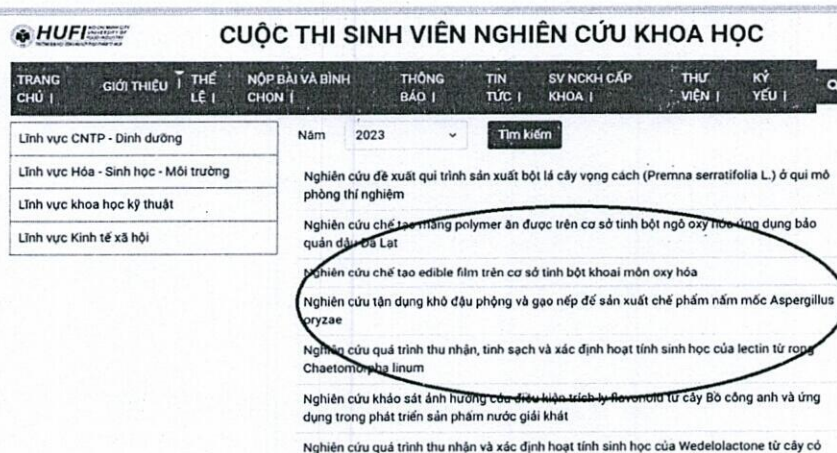 HUFI
CUỘC THI SINH VIÊN NGHIÊN CỨU KHOA HỌC
TRANG CHỦ | GIỚI THIỆU | THỂ LỆ | NỘP BÀI VÀ BÌNH CHỌN | THÔNG BÁO | TIN TỨC | SV NCKH CẤP KHOA | THƯ VIỆN | KỶ YẾU |
Lĩnh vực CNTP - Dinh dưỡng
Lĩnh vực Hóa - Sinh học - Môi trường
Lĩnh vực khoa học kỹ thuật
Lĩnh vực Kinh tế xã hội
Năm 2023 Tìm kiếm
Nghiên cứu đề xuất qui trình sản xuất bột lá cây vọng cách (Premna serratifolia L.) ở qui mô
phòng thí nghiệm
Nghiên cứu chế tạo màng polymer ăn được trên cơ sở tinh bột ngô oxy hóa ứng dụng bảo
quản dâu Đà Lạt
Nghiên cứu chế tạo edible film trên cơ sở tinh bột khoai môn oxy hóa
Nghiên cứu tận dụng khô đậu phộng và gạo nếp để sản xuất chế phẩm nấm mốc Aspergillus
oryzae
Nghiên cứu quá trình thu nhận, tinh sạch và xác định hoạt tính sinh học của lectin từ rong
Chaetomorpha linum
Nghiên cứu khảo sát ảnh hưởng của điều kiện trích ly flavonoid từ cây Bồ công anh và ứng
dụng trong phát triển sản phẩm nước giải khát
Nghiên cứu quá trình thu nhận và xác định hoạt tính sinh học của Wedelolactone từ cây cỏ